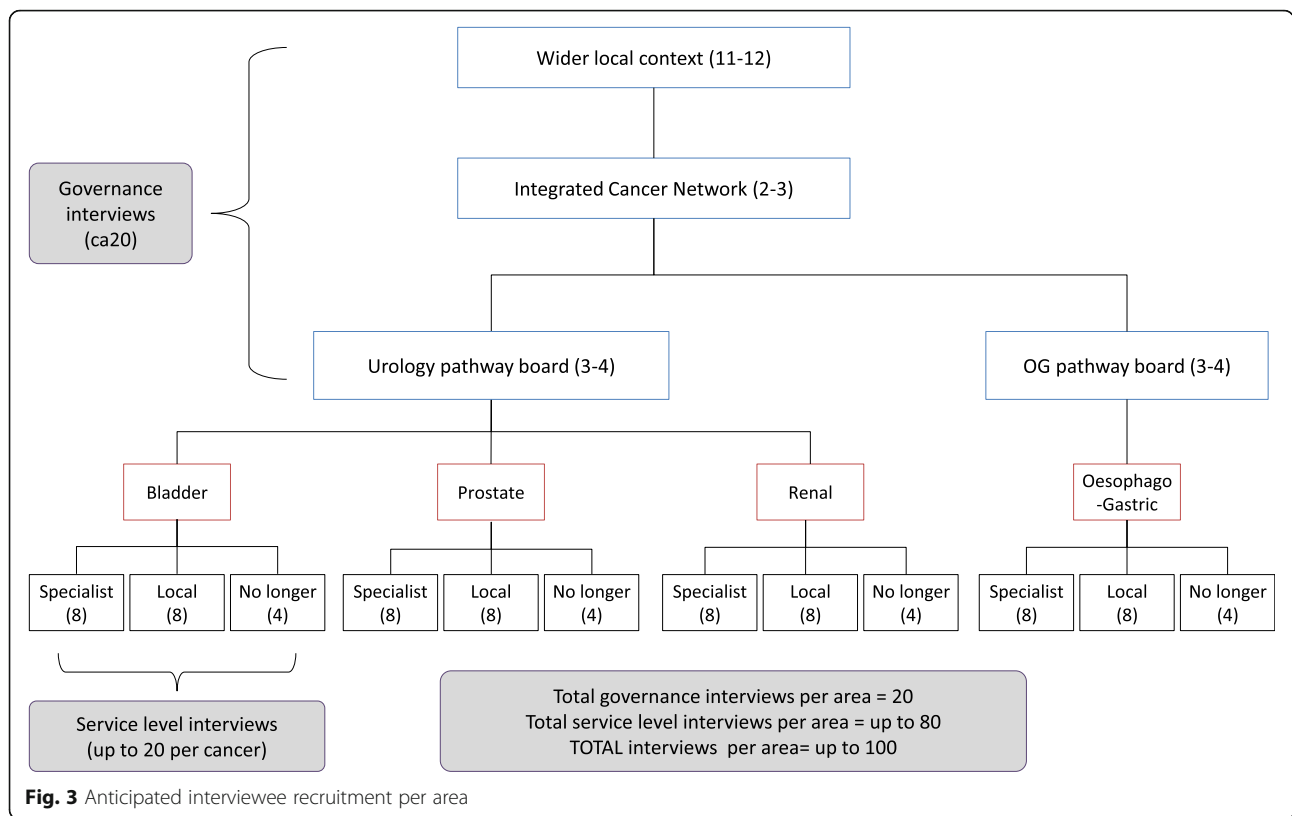 Wider local context (11-12)
Governance
interviews
(ca20)
Integrated Cancer Network (2-3)
Urology pathway board (3-4)
OG pathway board (3-4)
Bladder
Prostate
Renal
Oesophago
-Gastric
Specialist
(8)
Local
(8)
No longer
(4)
Specialist
(8)
Local
(8)
No longer
(4)
Specialist
(8)
Local
(8)
No longer
(4)
Specialist
(8)
Local
(8)
No longer
(4)
Service level interviews
(up to 20 per cancer)
Total governance interviews per area = 20
Total service level interviews per area = up to 80
TOTAL interviews per area= up to 100
Fig. 3 Anticipated interviewee recruitment per area